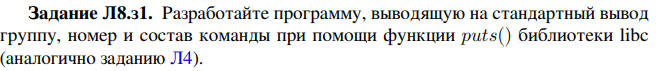 Задание Л8.з1. Разработайте программу, выводящую на стандартный вывод
группу, номер и состав команды при помощи функции puts() библиотеки libc
(аналогично заданию Л4).